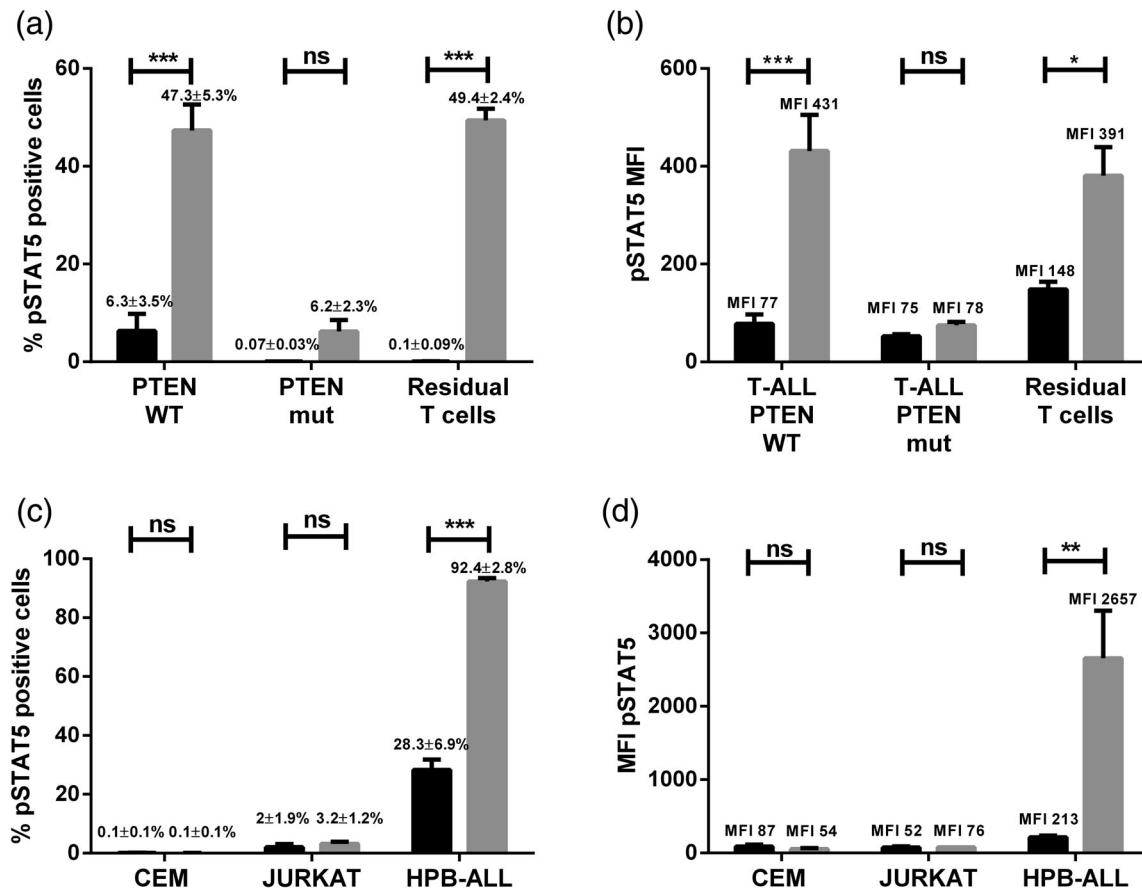 (a)
***
ns
***
60
40
20
0
% pSTAT5 positive cells
47.3±5.3%
49.4±2.4%
6.3±3.5%
6.2±2.3%
0.07±0.03%
0.1±0.09%
PTEN
WT
PTEN
mut
Residual
T cells
(b)
***
ns
*
600
400
200
0
pSTAT5 MFI
MFI 431
MFI 391
MFI 148
MFI 77
MFI 75
MFI 78
T-ALL
PTEN
WT
T-ALL
PTEN
mut
Residual
T cells
(c)
ns
ns
***
100
80
60
40
20
0
% pSTAT5 positive cells
92.4±2.8%
28.3±6.9%
0.1±0.1%
0.1±0.1%
2±1.9%
3.2±1.2%
CEM
JURKAT
HPB-ALL
(d)
ns
ns
**
4000
3000
2000
1000
0
MFI pSTAT5
MFI 2657
MFI 213
MFI 87
MFI 54
MFI 52
MFI 76
CEM
JURKAT
HPB-ALL